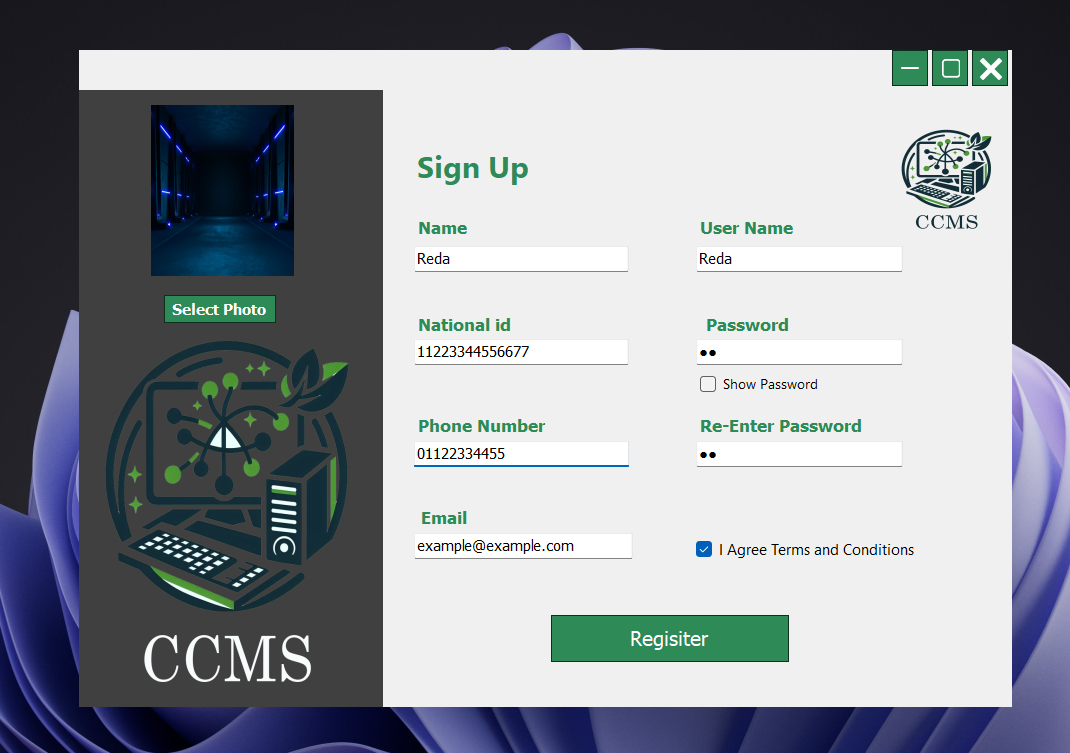 Sign Up
CCMS
Name
User Name
Reda
Reda
Select Photo
National id
Password
11223344556677
●●
Show Password
Phone Number
Re-Enter Password
01122334455
●●
Email
example@example.com
I Agree Terms and Conditions
Regisiter
CCMS